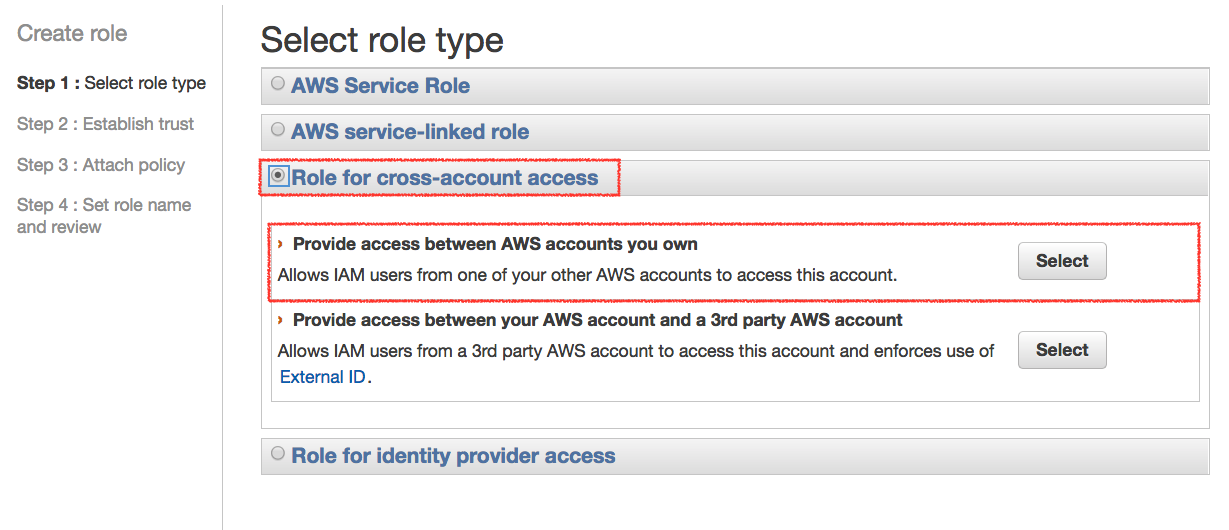 Create role
Step 1 : Select role type
Step 2 : Establish trust
Step 3 : Attach policy
Step 4 : Set role name
and review
Select role type
AWS Service Role
AWS service-linked role
Role for cross-account access
› Provide access between AWS accounts you own
Allows IAM users from one of your other AWS accounts to access this account.
Select
› Provide access between your AWS account and a 3rd party AWS account
Allows IAM users from a 3rd party AWS account to access this account and enforces use of
External ID.
Select
Role for identity provider access